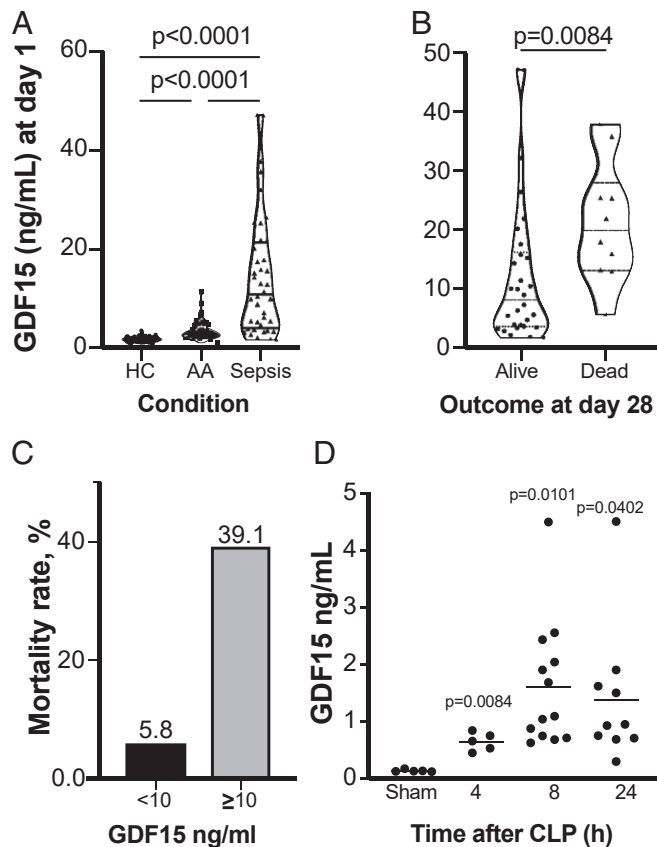 A
p<0.0001
p<0.0001
GDF15 (ng/mL) at day 1
60
40
20
0
HC AA Sepsis
Condition
B
p=0.0084
50
40
30
20
10
0
Alive Dead
Outcome at day 28
C
Mortality rate, %
40
20
0.0
5.8
39.1
<10 ≥10
GDF15 ng/ml
D
GDF15 ng/mL
5
4
3
2
1
0
p=0.0084
p=0.0101
p=0.0402
Sham 4 8 24
Time after CLP (h)